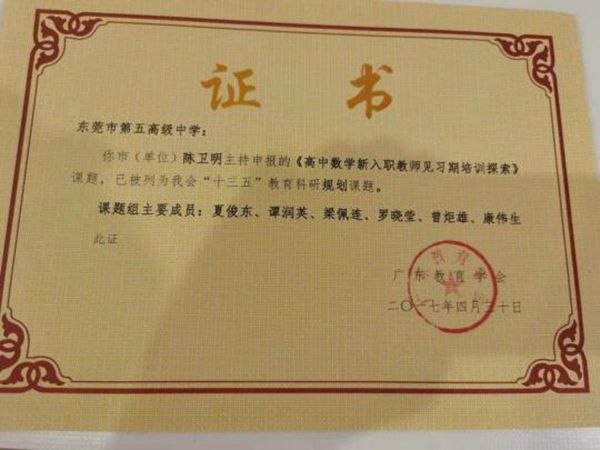 证书
东莞市第五高级中学：
你市（单位）陈卫明主持申报的《高中数学新入职教师见习期培训探索》
课题，已被列为我会“十三五”教育科研规划课题。
课题组主要成员：夏俊东、谭润英、梁佩连、罗晓莹、曾炬雄、康伟生
此证
广东教育学会
二〇一七年四月三十日